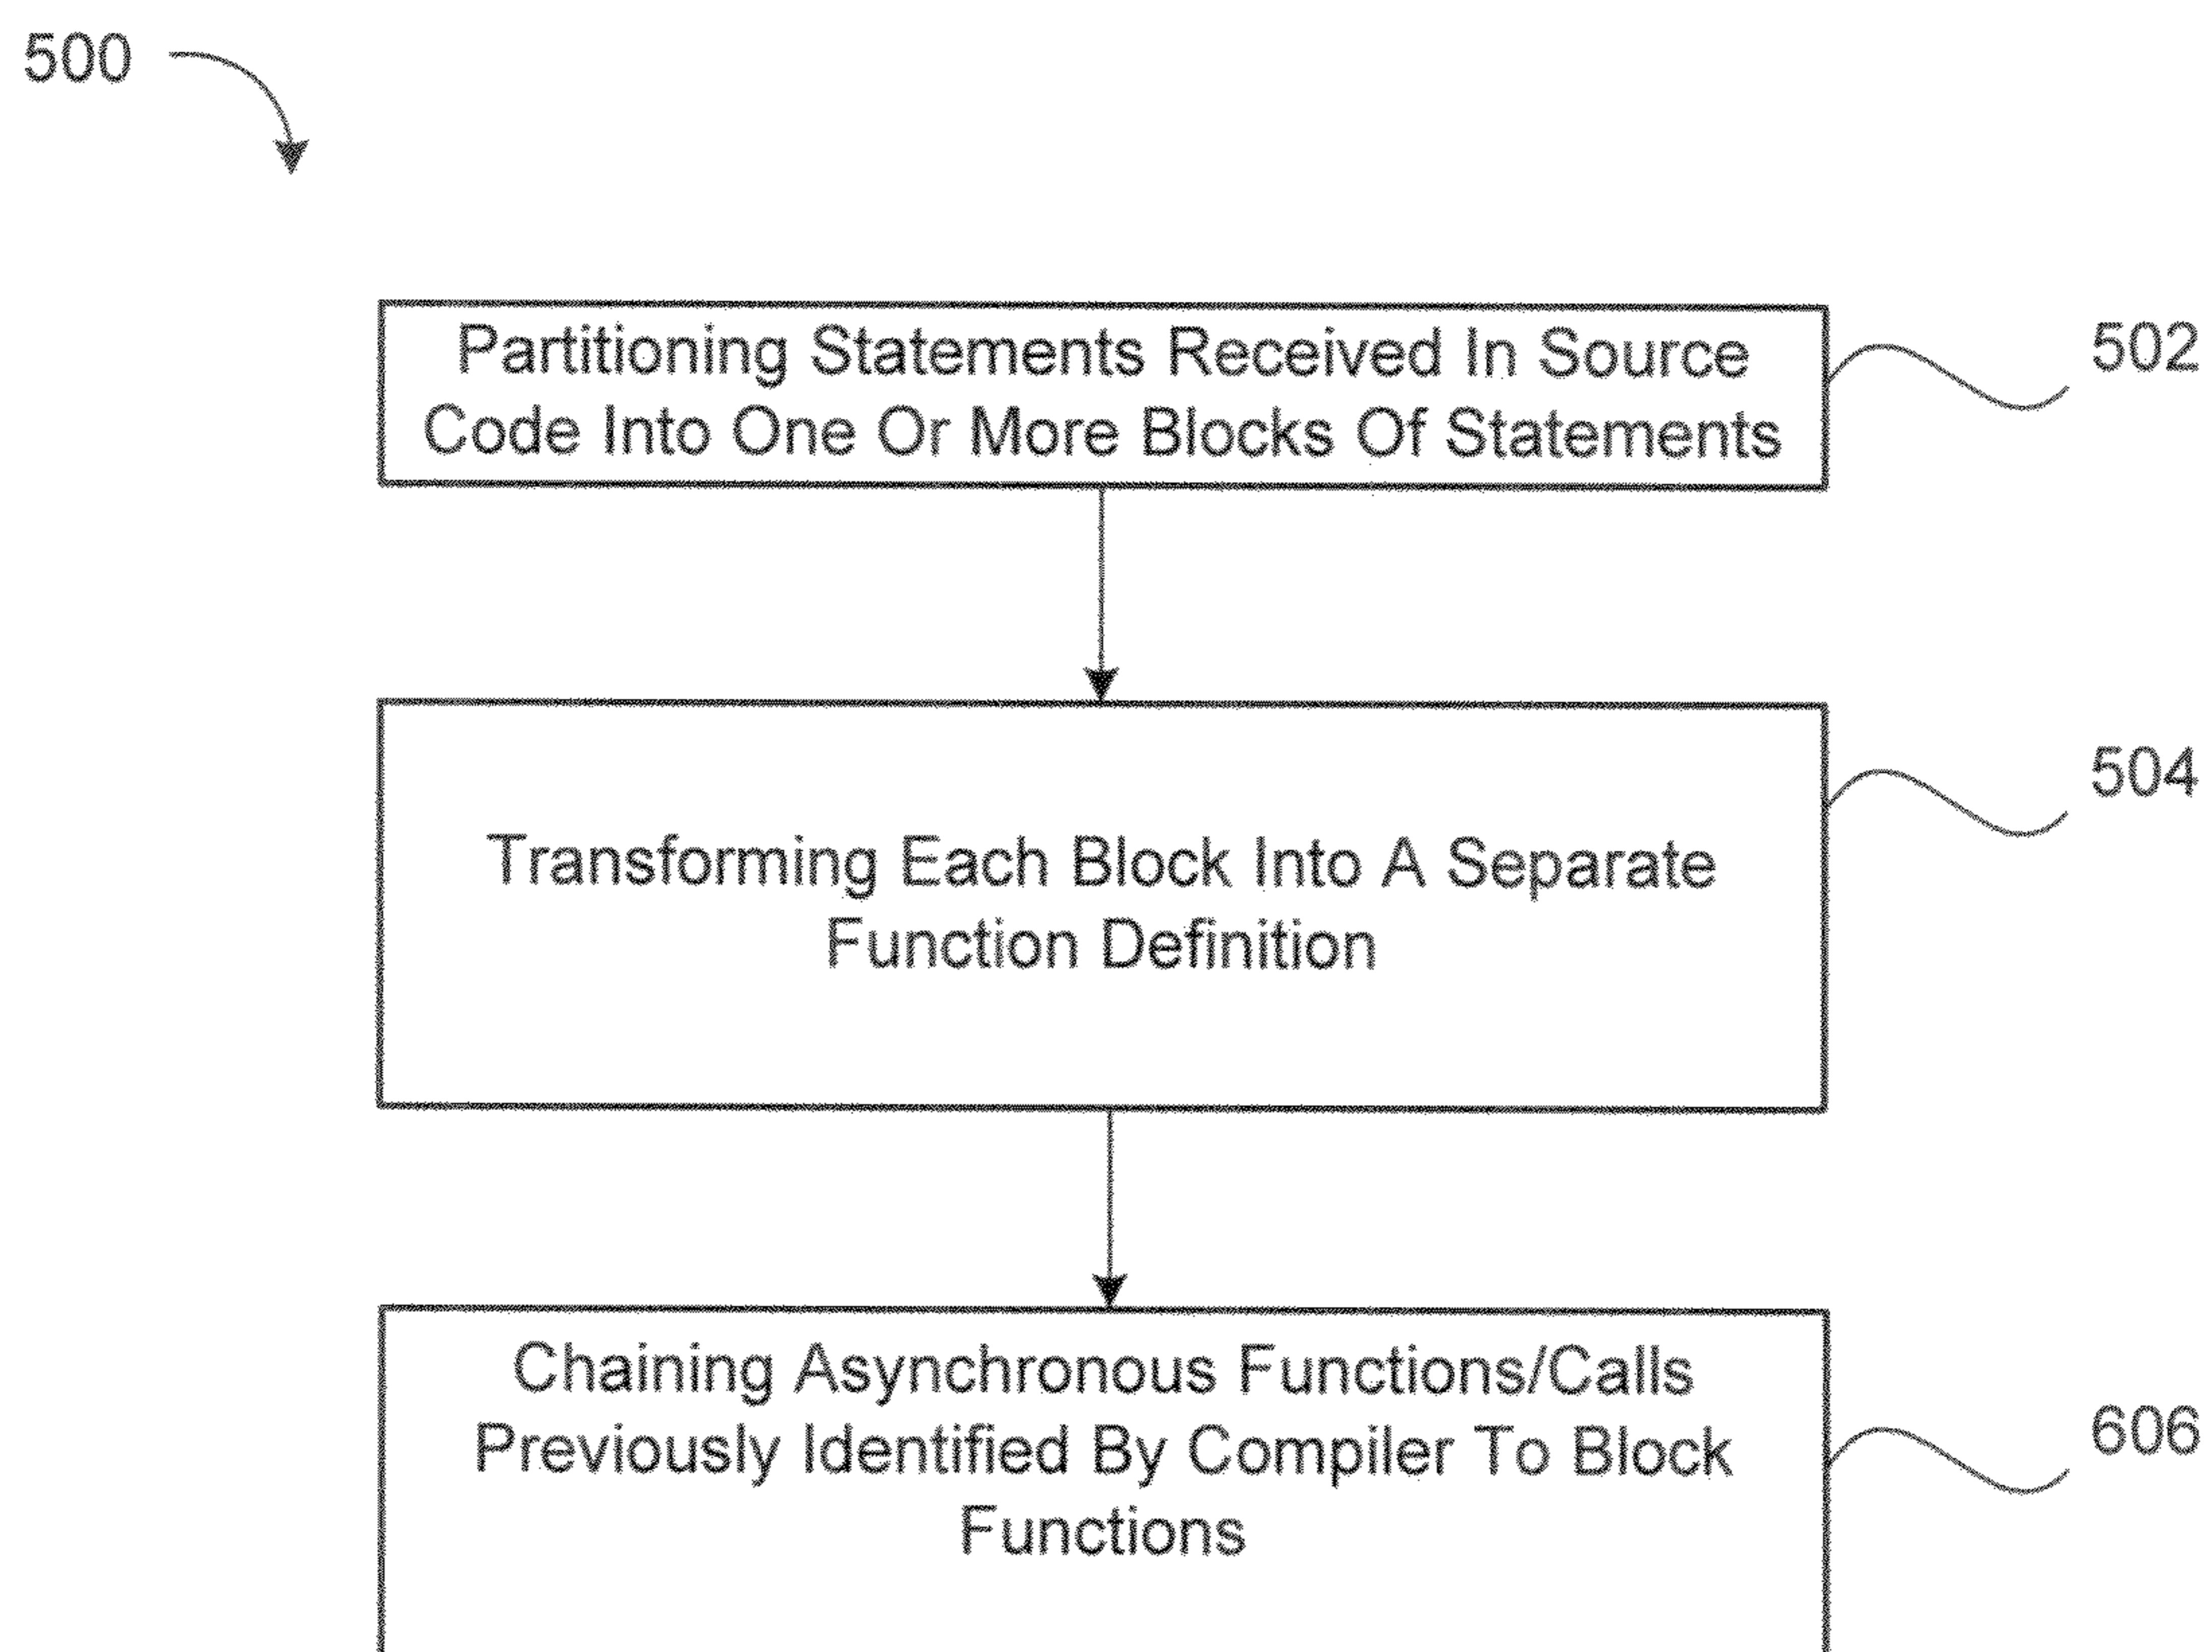 500
Partitioning Statements Received In Source
Code Into One Or More Blocks Of Statements
502
Transforming Each Block Into A Separate
Function Definition
504
Chaining Asynchronous Functions/Calls
Previously Identified By Compiler To Block
Functions
606